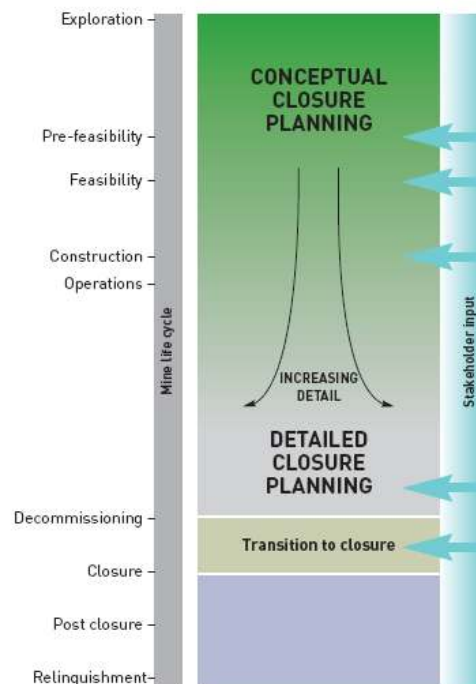 Exploration
CONCEPTUAL
CLOSURE
PLANNING
Pre-feasibility
Feasibility
Construction
Operations
Mine life cycle
Stakeholder input
INCREASING
DETAIL
DETAILED
CLOSURE
PLANNING
Decommissioning
Transition to closure
Closure
Post closure
Relinquishment